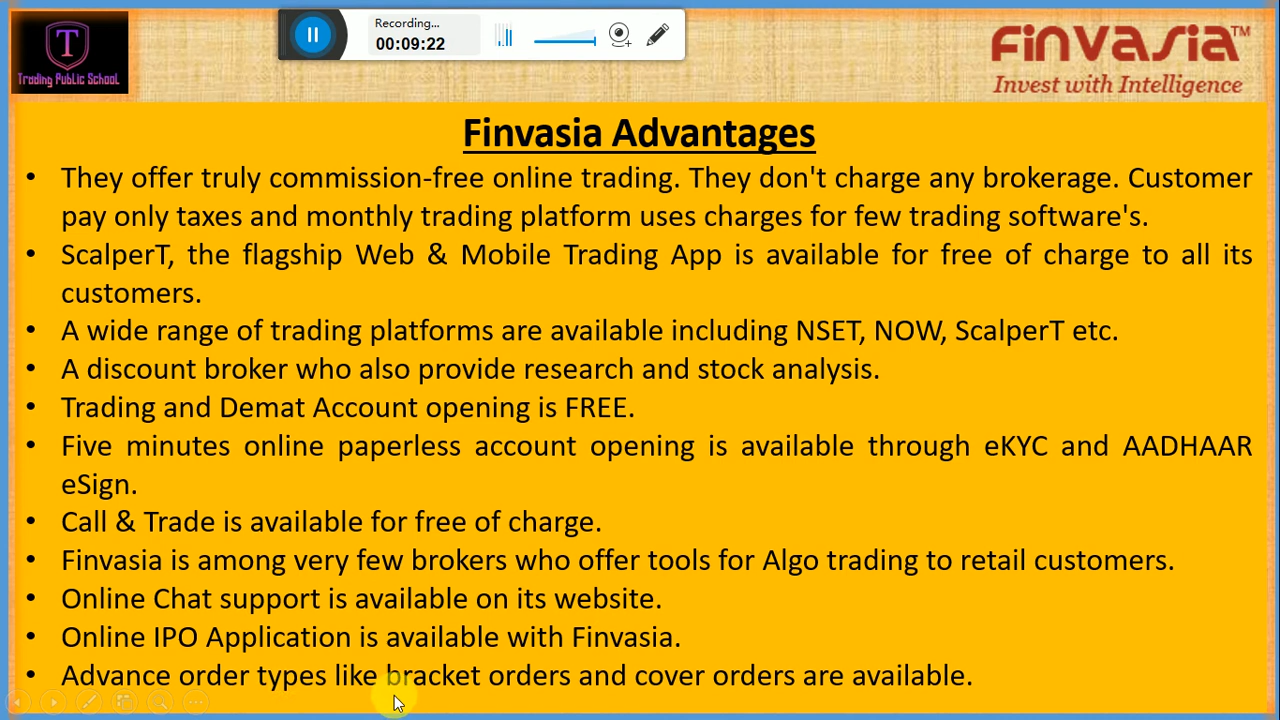 T
Trading Public School
Recording...
00:09:22
Finvasia™
Invest with Intelligence
Finvasia Advantages
• They offer truly commission-free online trading. They don't charge any brokerage. Customer
pay only taxes and monthly trading platform uses charges for few trading software's.
• ScalperT, the flagship Web & Mobile Trading App is available for free of charge to all its
customers.
• A wide range of trading platforms are available including NSET, NOW, ScalperT etc.
• A discount broker who also provide research and stock analysis.
• Trading and Demat Account opening is FREE.
• Five minutes online paperless account opening is available through eKYC and AADHAAR
eSign.
• Call & Trade is available for free of charge.
• Finvasia is among very few brokers who offer tools for Algo trading to retail customers.
• Online Chat support is available on its website.
• Online IPO Application is available with Finvasia.
• Advance order types like bracket orders and cover orders are available.